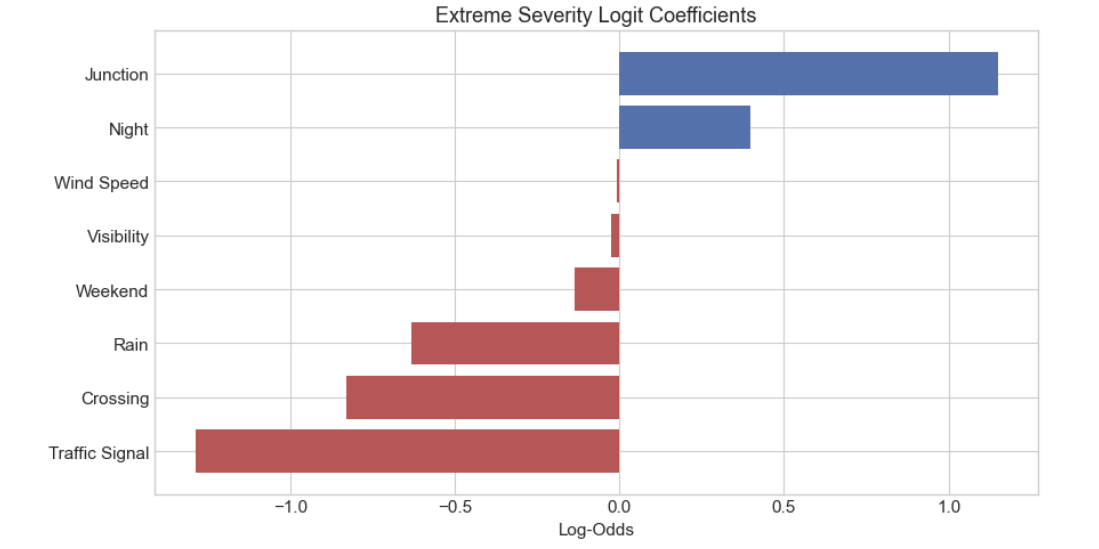 Extreme Severity Logit Coefficients
Junction
Night
Wind Speed
Visibility
Weekend
Rain
Crossing
Traffic Signal
−1.0 −0.5 0.0 0.5 1.0
Log-Odds